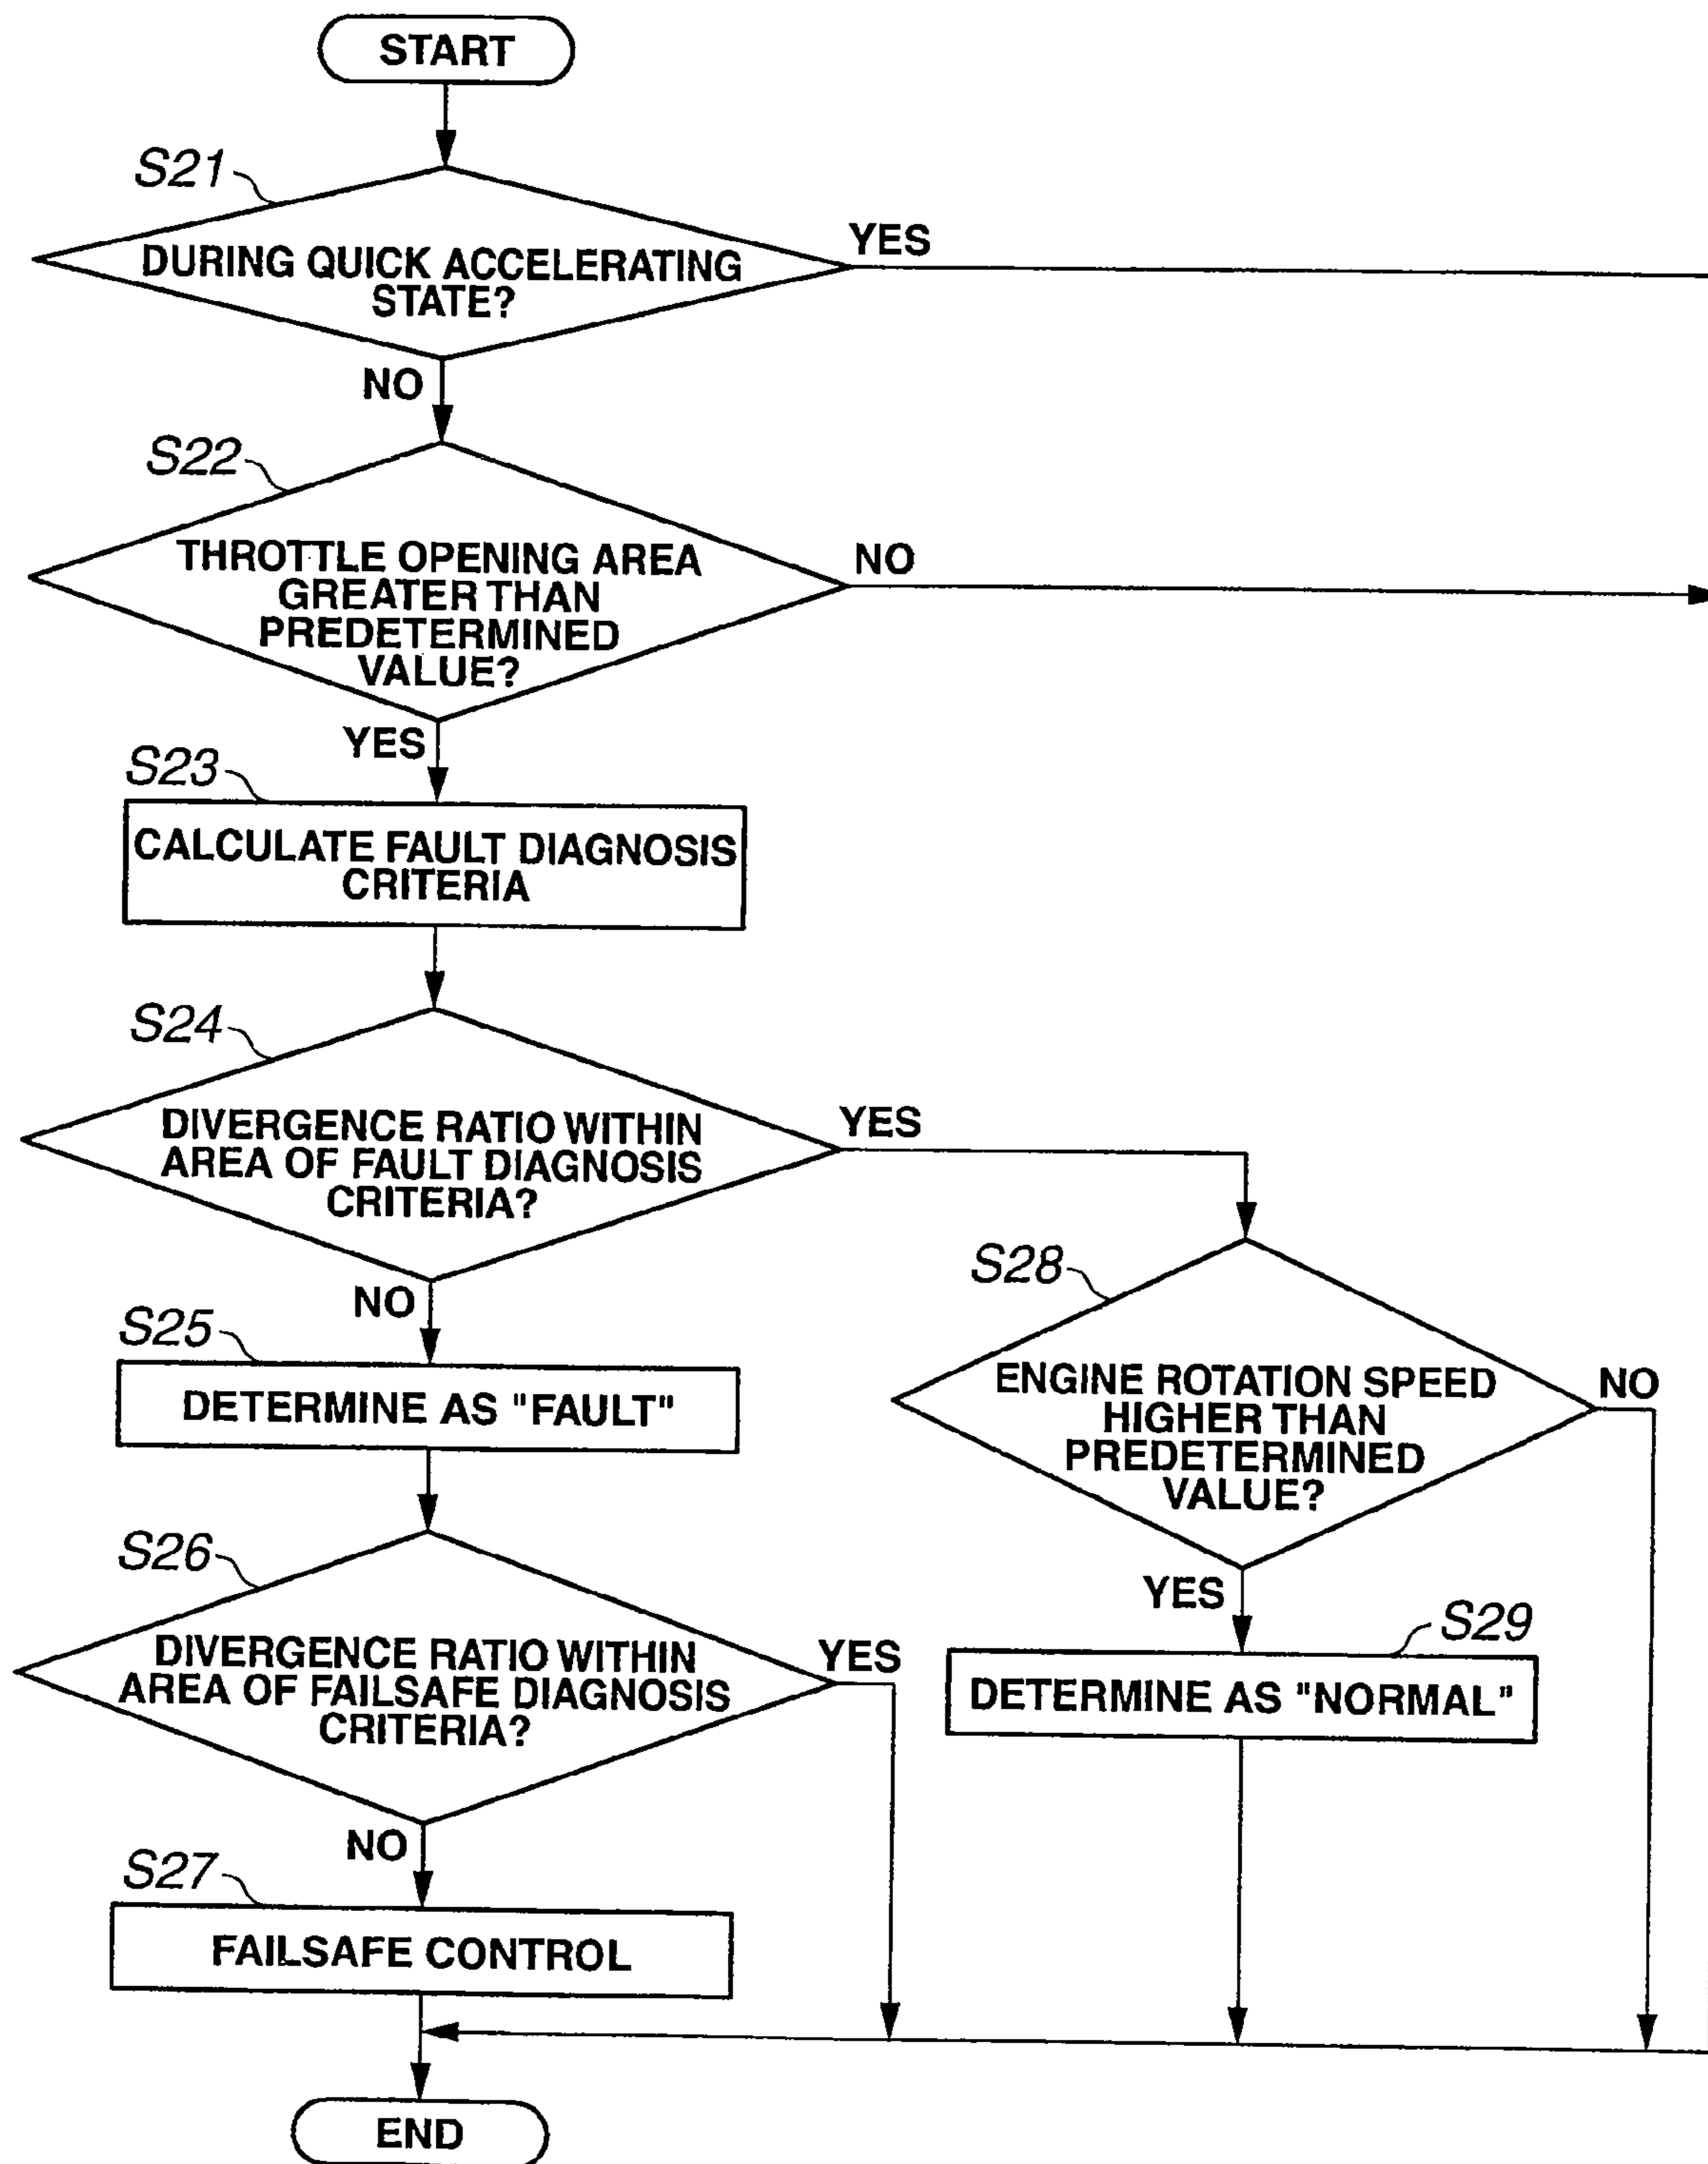 START
S21
DURING QUICK ACCELERATING
STATE?
YES
NO
S22
THROTTLE OPENING AREA
GREATER THAN
PREDETERMINED
VALUE?
NO
YES
S23
CALCULATE FAULT DIAGNOSIS
CRITERIA
S24
DIVERGENCE RATIO WITHIN
AREA OF FAULT DIAGNOSIS
CRITERIA?
YES
NO
S25
DETERMINE AS "FAULT"
S28
ENGINE ROTATION SPEED
HIGHER THAN
PREDETERMINED
VALUE?
NO
YES
S29
DETERMINE AS "NORMAL"
S26
DIVERGENCE RATIO WITHIN
AREA OF FAILSAFE DIAGNOSIS
CRITERIA?
YES
NO
S27
FAILSAFE CONTROL
END